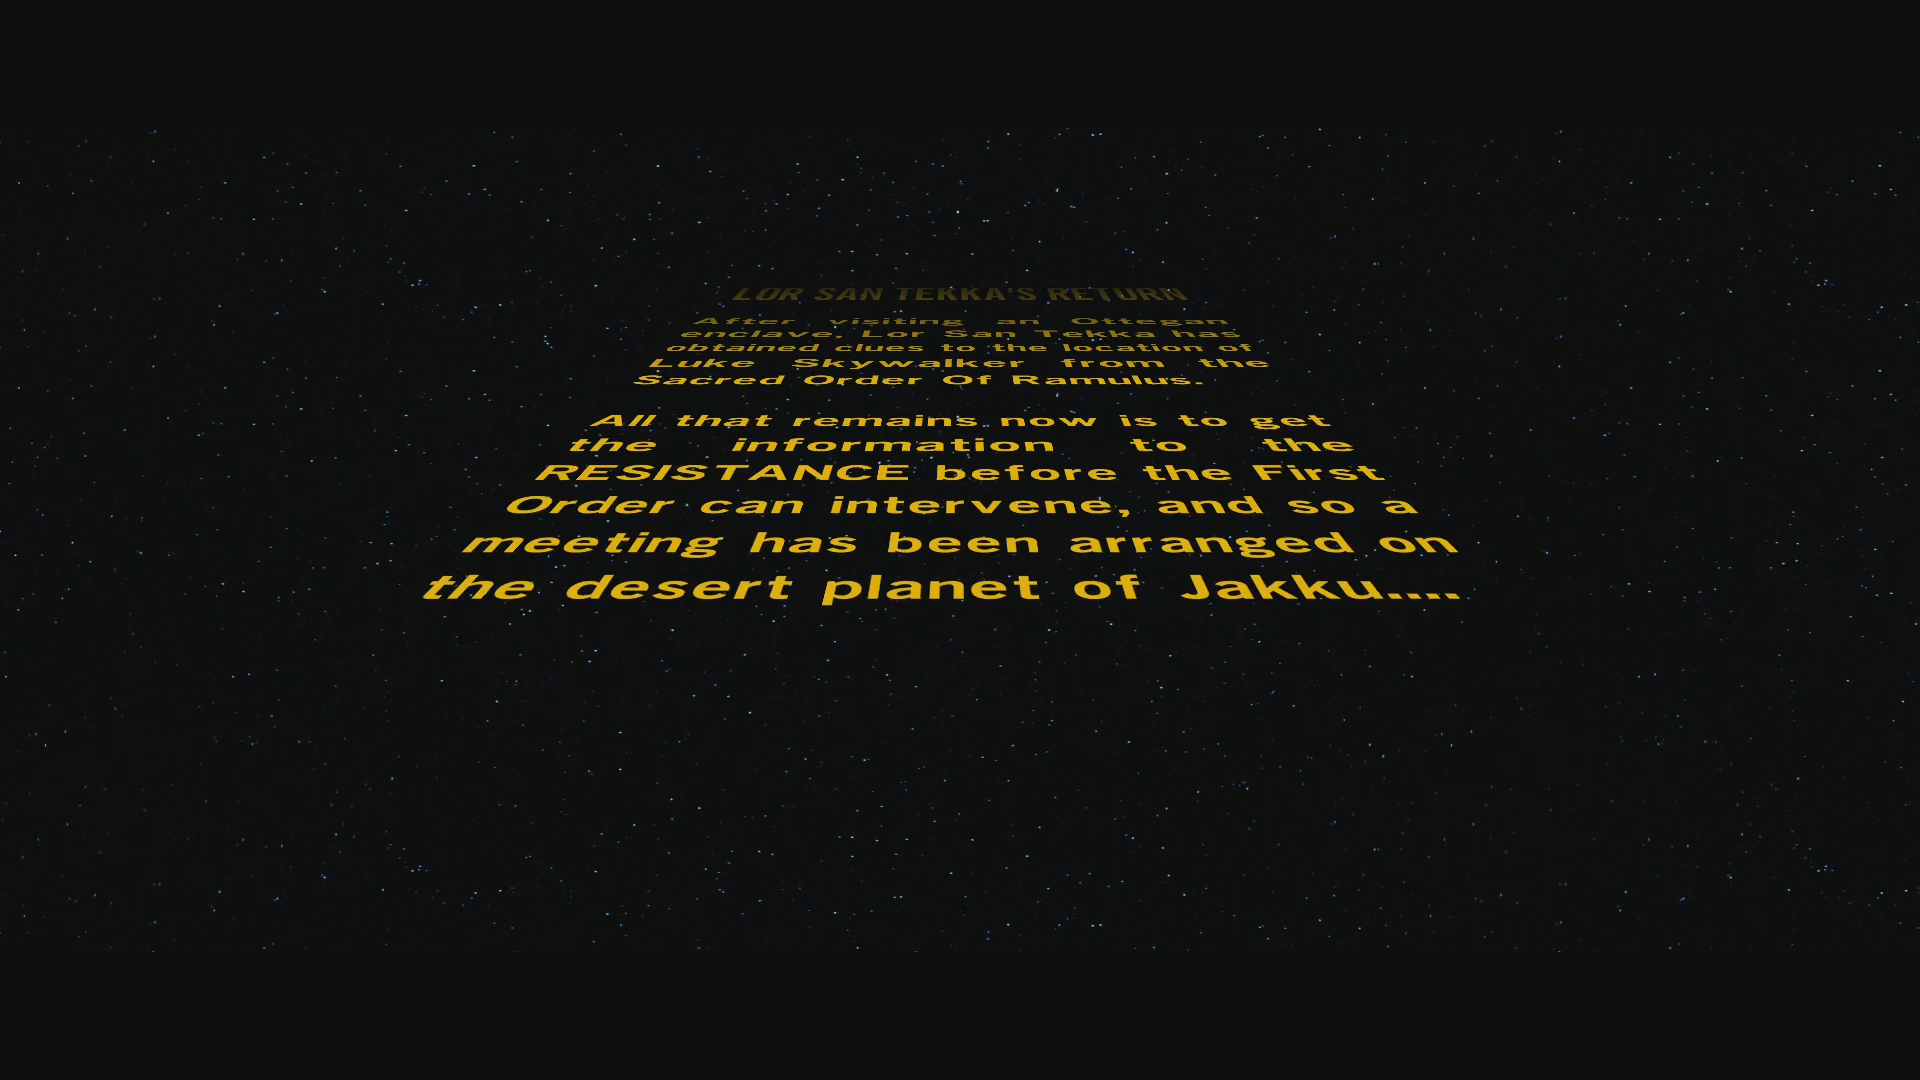 LOR SAN TEKKA'S RETURN
After visiting an Ottegan
enclave, Lor San Tekka has
obtained clues to the location of
Luke Skywalker from the
Sacred Order Of Ramulus.
All that remains now is to get
the information to the
RESISTANCE before the First
Order can intervene, and so a
meeting has been arranged on
the desert planet of Jakku....